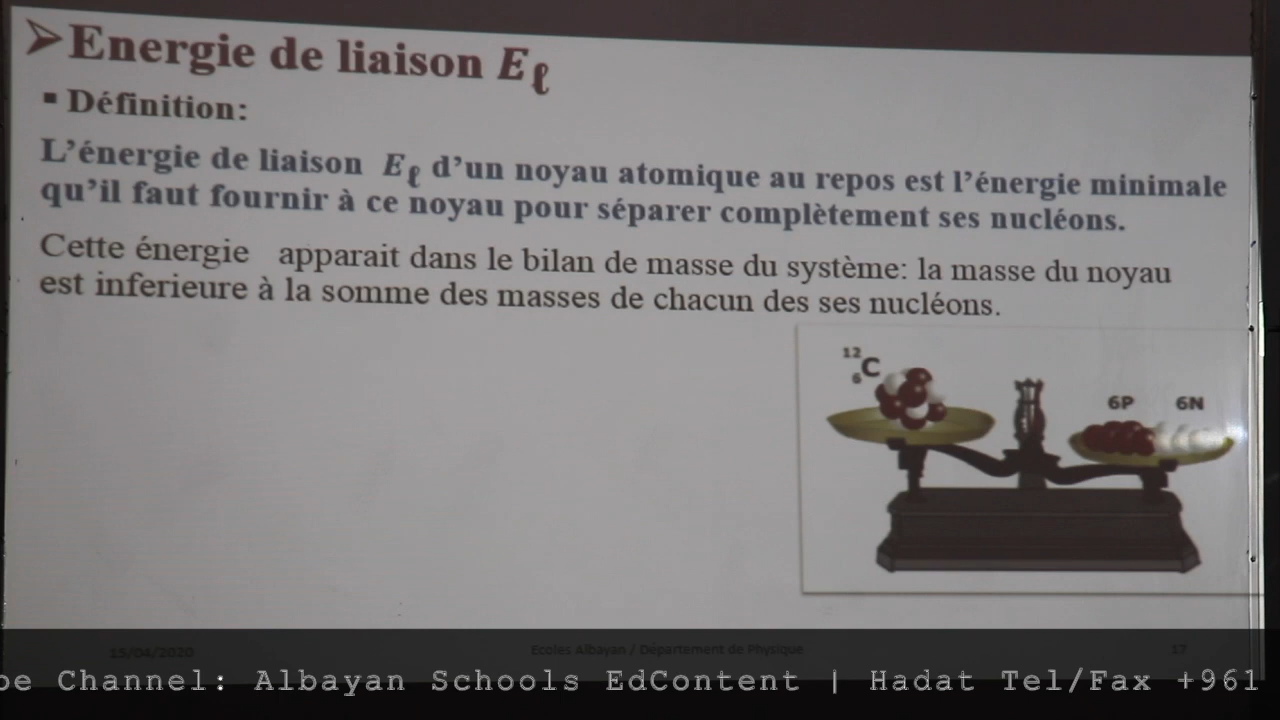 ➢Energie de liaison Eℓ
▪ Définition:
L’énergie de liaison Eℓ d’un noyau atomique au repos est l’énergie minimale
qu’il faut fournir à ce noyau pour séparer complètement ses nucléons.
Cette énergie apparait dans le bilan de masse du système: la masse du noyau
est inferieure à la somme des masses de chacun des ses nucléons.
12
6 C
6P 6N
15/04/2020 Ecoles Albayan / Département de Physique 17
be Channel: Albayan Schools EdContent | Hadat Tel/Fax +961